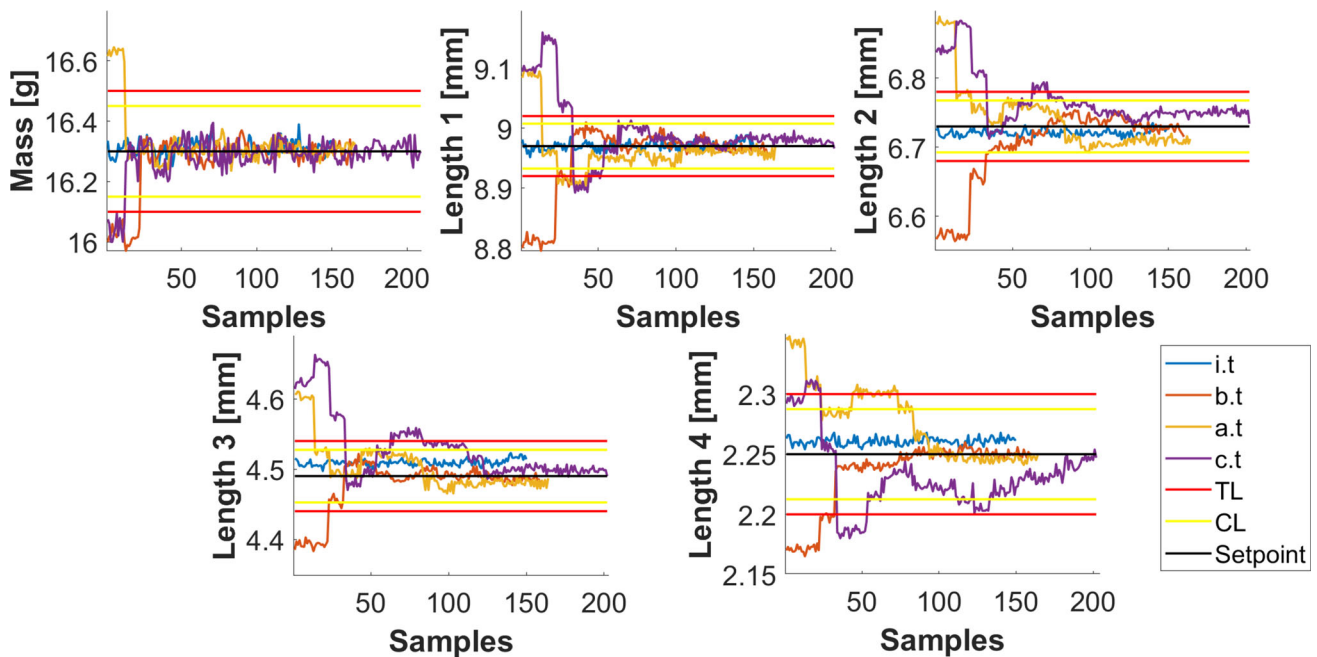 Mass [g]
16.6
16.4
16.2
16
50 100 150 200
Samples
Length 1 [mm]
9.1
9
8.9
8.8
50 100 150 200
Samples
Length 2 [mm]
6.8
6.7
6.6
50 100 150 200
Samples
Length 3 [mm]
4.6
4.5
4.4
50 100 150 200
Samples
Length 4 [mm]
2.3
2.25
2.2
2.15
50 100 150 200
Samples
i.t
b.t
a.t
c.t
TL
CL
Setpoint